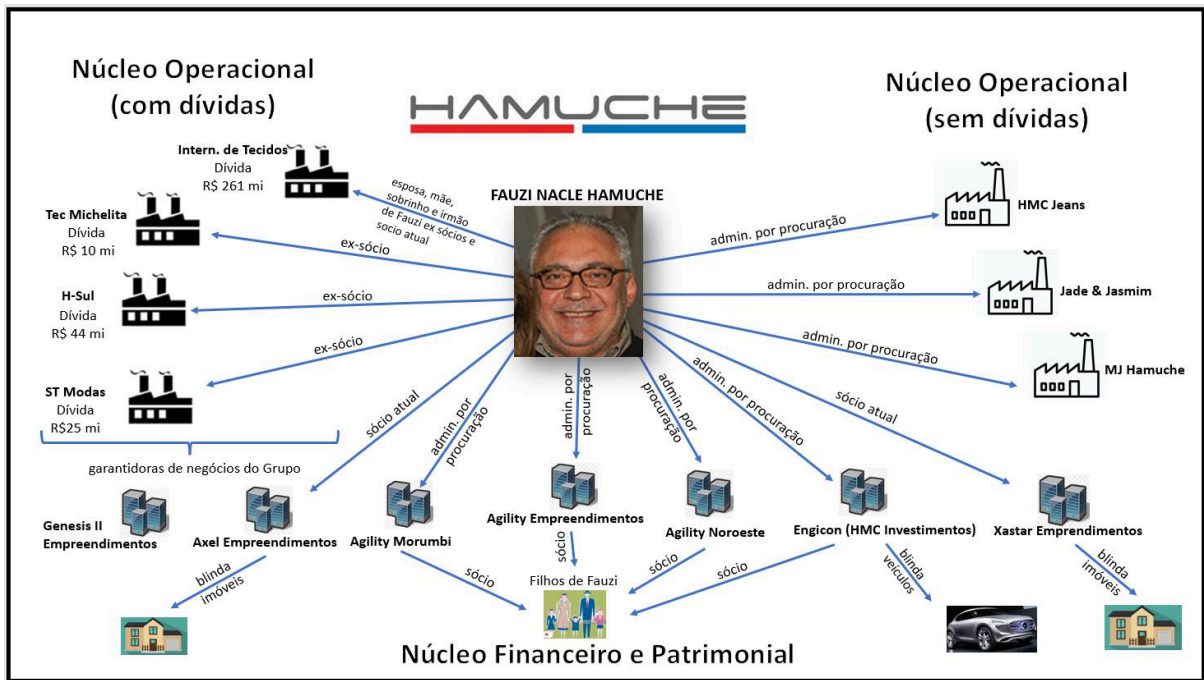 Núcleo Operacional
(com dívidas)
HAMUCHE
Núcleo Operacional
(sem dívidas)
Intern. de Tecidos
Dívida
R$ 261 mi
esposa, mãe,
sobrinho e irmão
de Fauzi ex sócios e
socio atual
FAUZI NACLE HAMUCHE
Tec Michelita
Dívida
R$ 10 mi
ex-sócio
admin. por procuração
HMC Jeans
H-Sul
Dívida
R$ 44 mi
ex-sócio
admin. por procuração
Jade & Jasmim
ST Modas
Dívida
R$25 mi
ex-sócio
admin. por procuração
MJ Hamuche
garantidoras de negócios do Grupo
sócio atual
admin. por
procuração
admin. por
procuração
admin. por
procuração
admin. por procuração
sócio atual
Genesis II
Empreendimentos
Axel Empreendimentos
Agility Morumbi
Agility Empreendimentos
Agility Noroeste
Engicon (HMC Investimentos)
Xastar Emprendimentos
blinda
imóveis
sócio
sócio
sócio
sócio
blinda
veículos
blinda
imóveis
Filhos de Fauzi
Núcleo Financeiro e Patrimonial